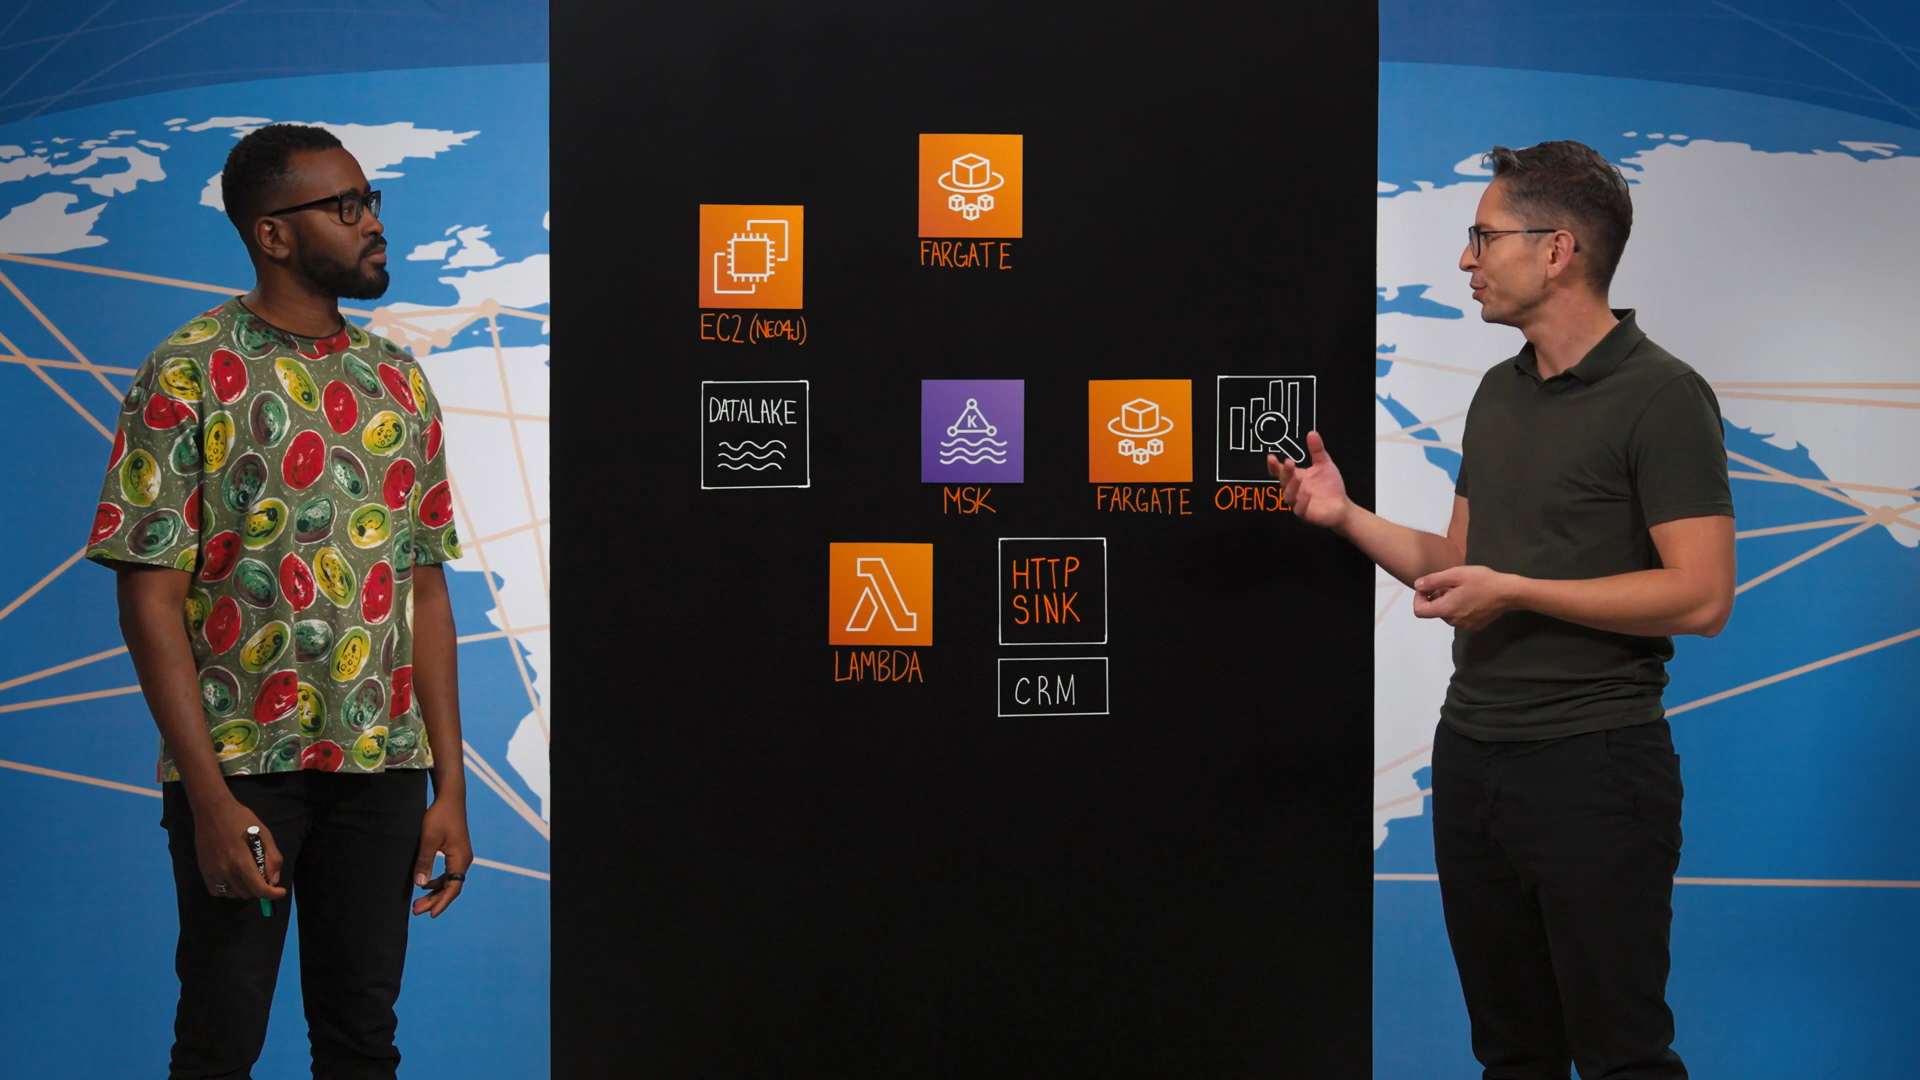 FARGATE
EC2 (NEO4J)
DATALAKE
K
MSK
FARGATE
LAMBDA
HTTP
SINK
CRM